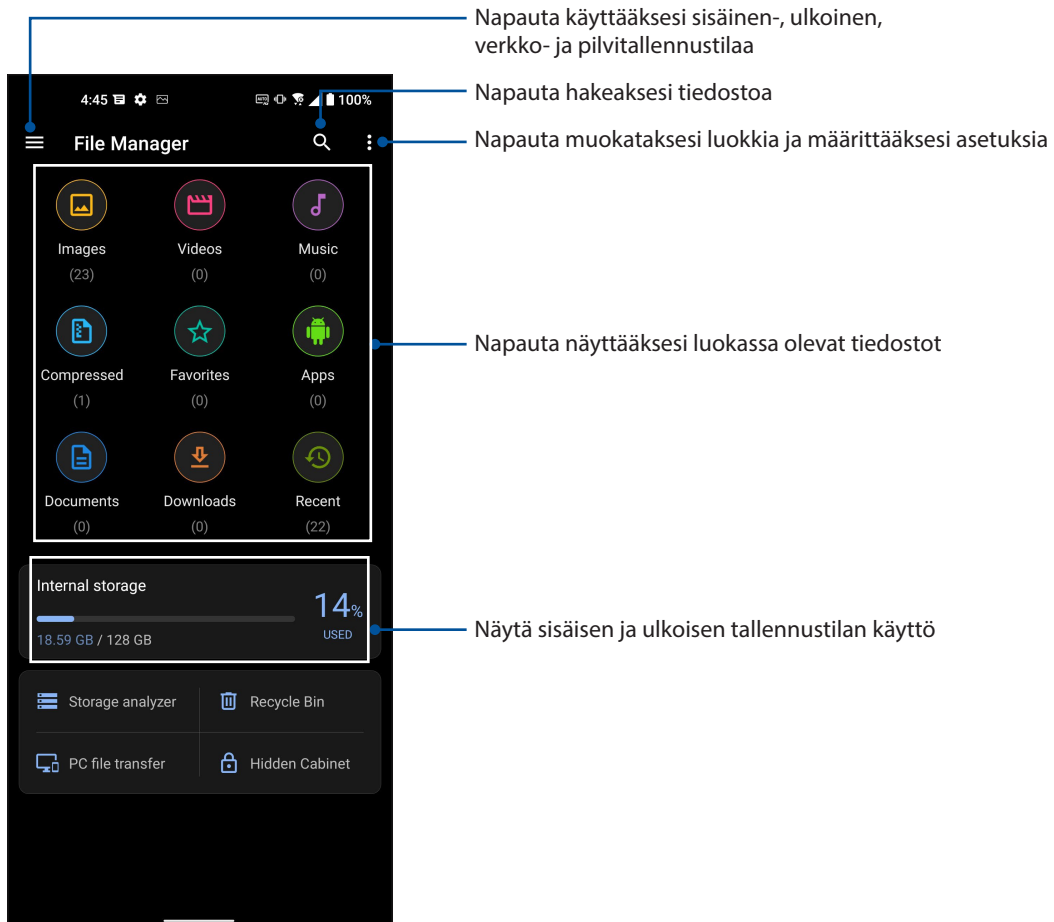 Napauta käyttääksesi sisäinen-, ulkoinen,
verkko- ja pilvitallennustilaa
4:45
100%
Napauta hakeaksesi tiedostoa
File Manager
Napauta muokataksesi luokkia ja määrittääksesi asetuksia
Images
Videos
Music
(23)
(0)
(0)
Napauta näyttääksesi luokassa olevat tiedostot
Compressed
Favorites
Apps
(1)
(0)
(0)
Documents
Downloads
Recent
(0)
(0)
(22)
Internal storage
14%
18.59 GB / 128 GB
USED
Näytä sisäisen ja ulkoisen tallennustilan käyttö
Storage analyzer
Recycle Bin
PC file transfer
Hidden Cabinet